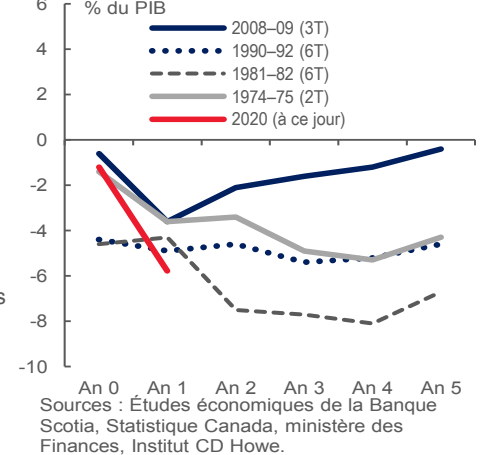 % du PIB
6
4
2
0
-2
-4
-6
-8
-10
2008–09 (3T)
1990–92 (6T)
1981–82 (6T)
1974–75 (2T)
2020 (à ce jour)
s
An 0 An 1 An 2 An 3 An 4 An 5
Sources : Études économiques de la Banque
Scotia, Statistique Canada, ministère des
Finances, Institut CD Howe.